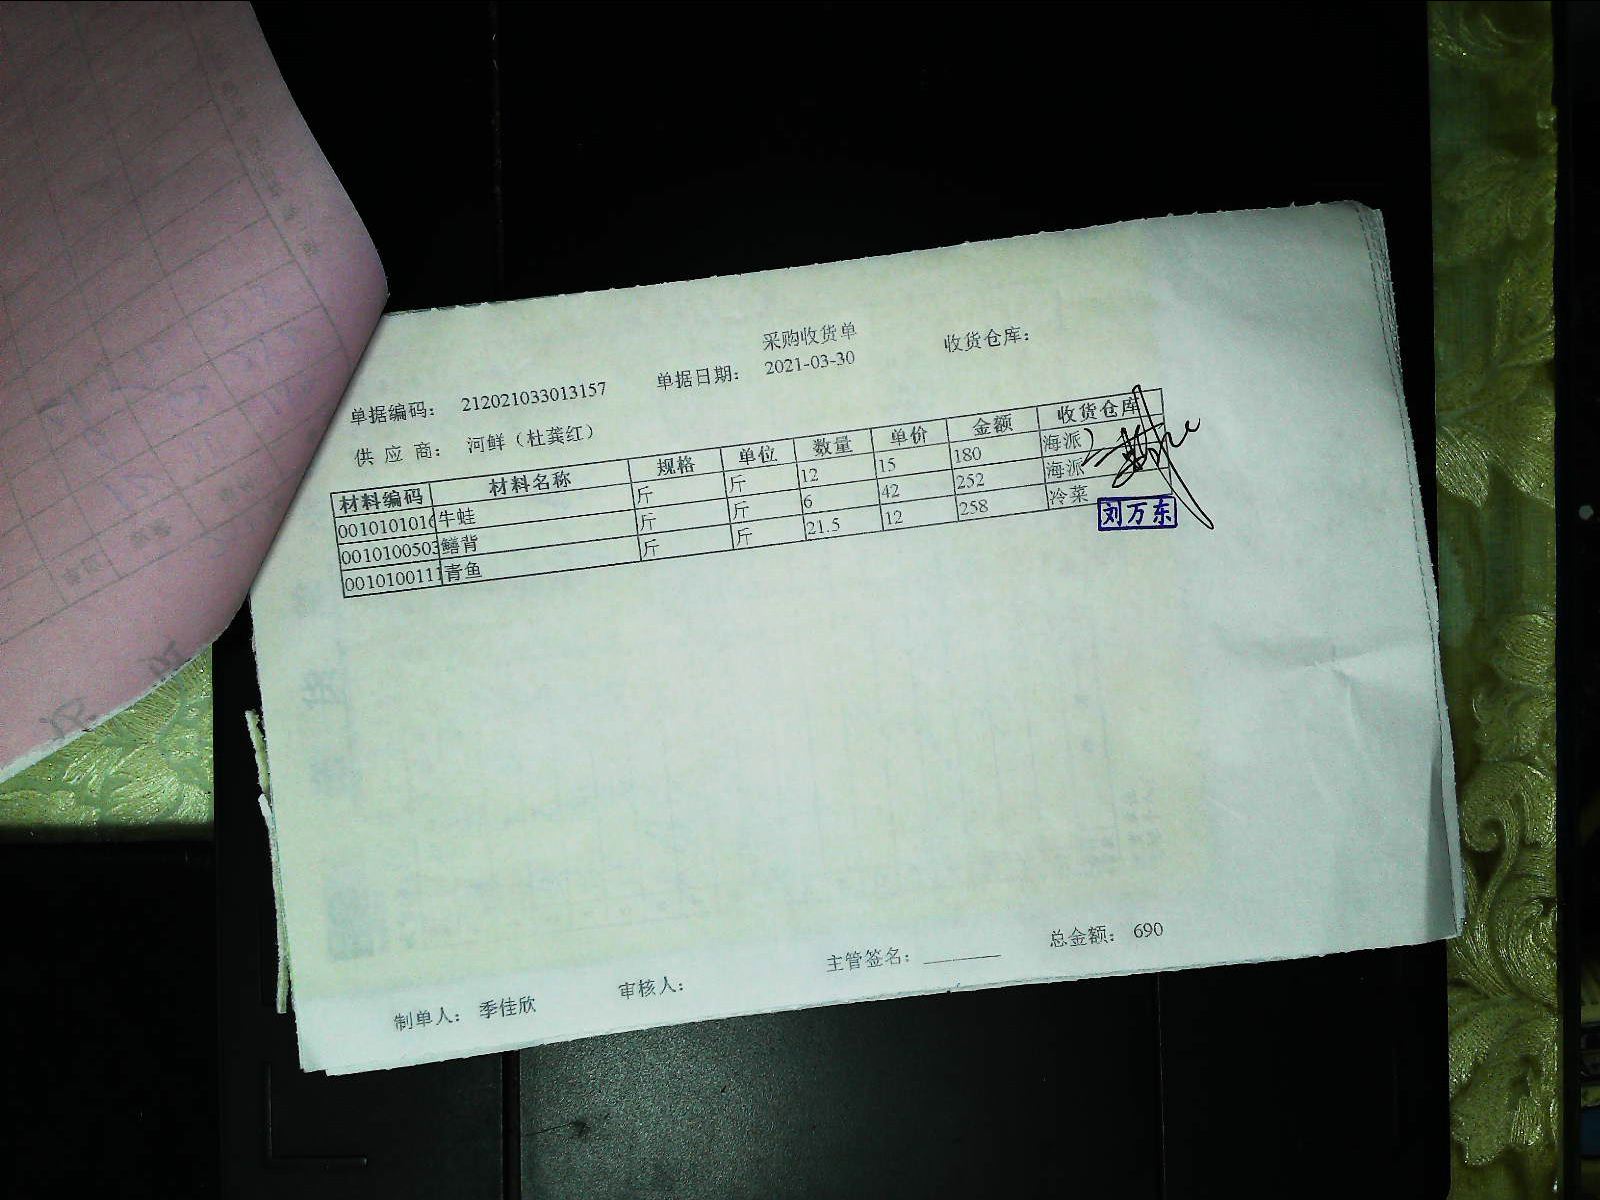 采购收货单
单据编码： 212021033013157 单据日期： 2021-03-30 收货仓库：
供 应 商： 河鲜（杜龚红）
材料编码 材料名称 规格 单位 数量 单价 金额 收货仓库
001010101 牛蛙 斤 斤 12 15 180 海派
0010100503 鳝背 斤 斤 6 42 252 海派
0010100111 青鱼 斤 斤 21.5 12 258 冷菜
刘万东
制单人： 季佳欣 审核人： 主管签名： 总金额： 690